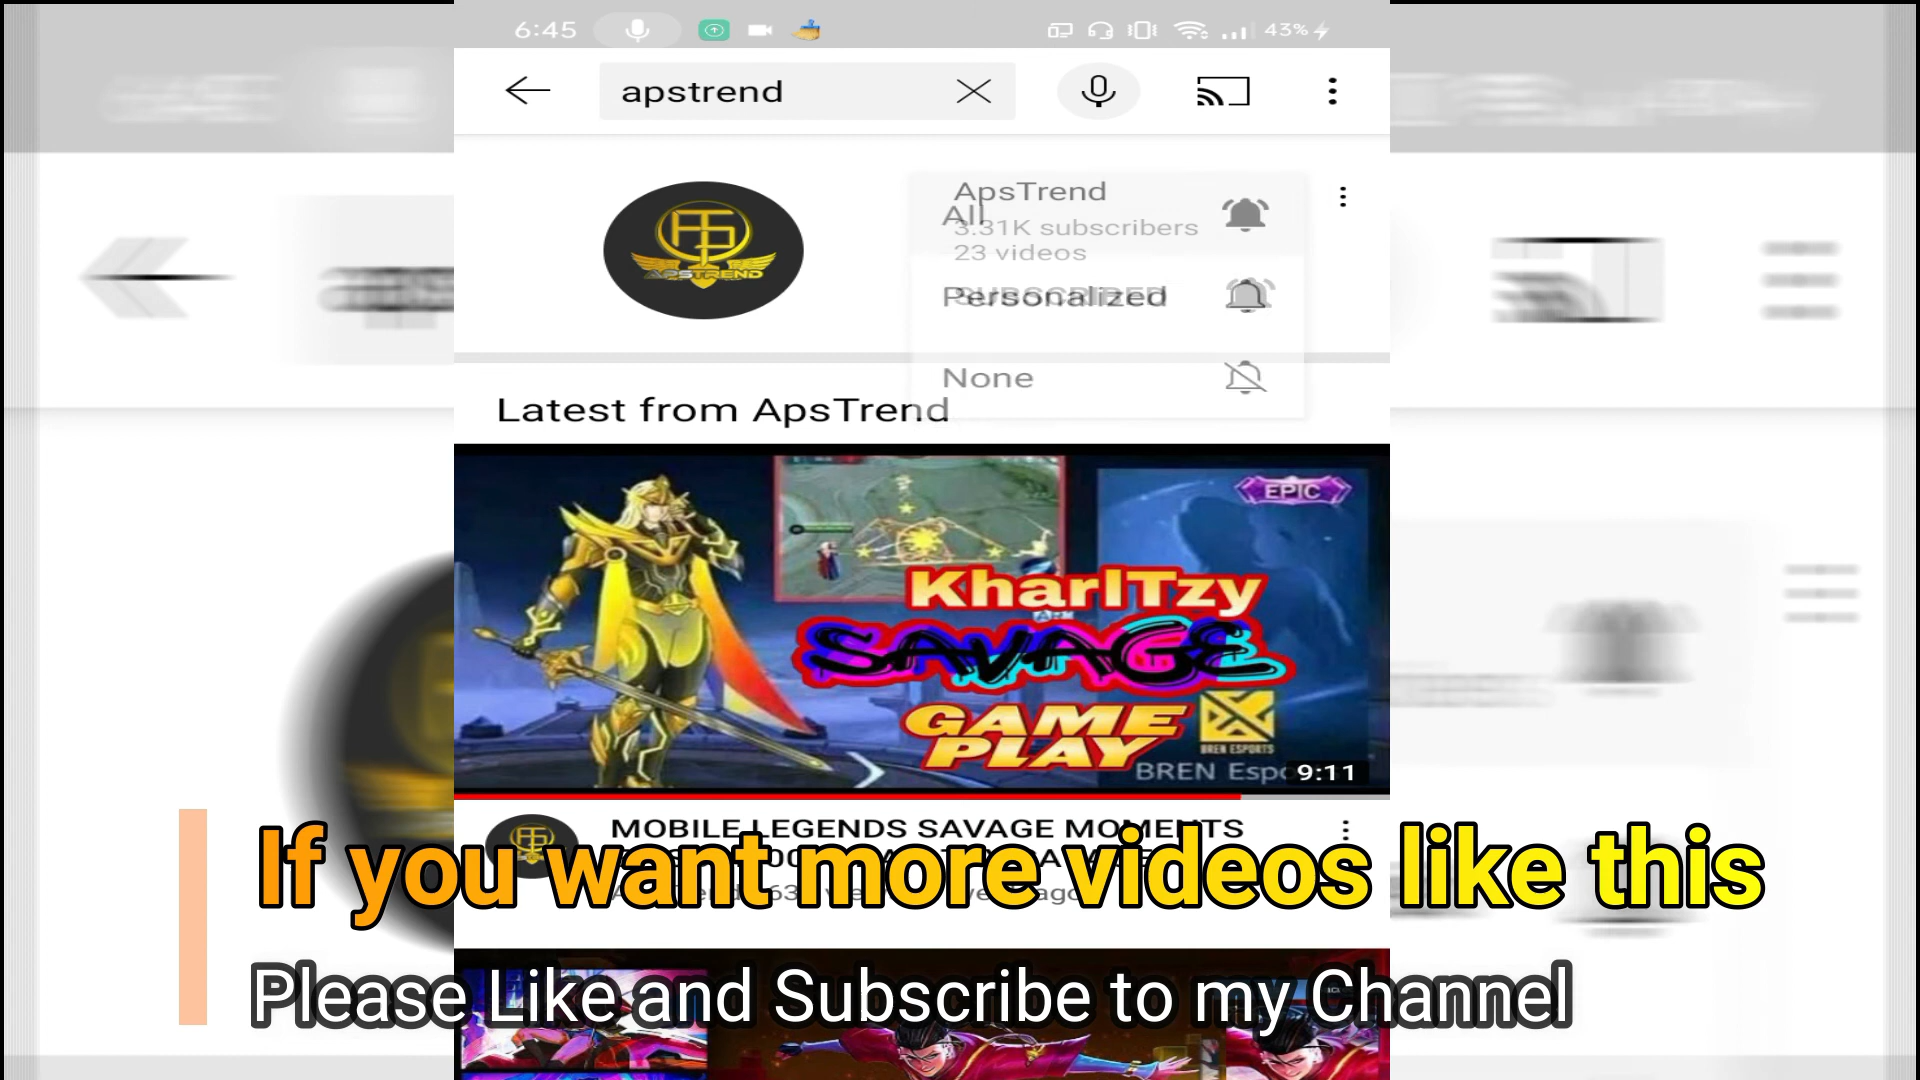 6:45
43%
apstrend
ApsTrend
All
3.31K subscribers
23 videos
Personalized
None
APSTREND
Latest from ApsTrend
EPIC
KharlTzy
SAVAGE
GAME
PLAY
BREN ESPORTS
BREN Espo
9:11
MOBILE LEGENDS SAVAGE MOMENTS
If you want more videos like this
Please Like and Subscribe to my Channel